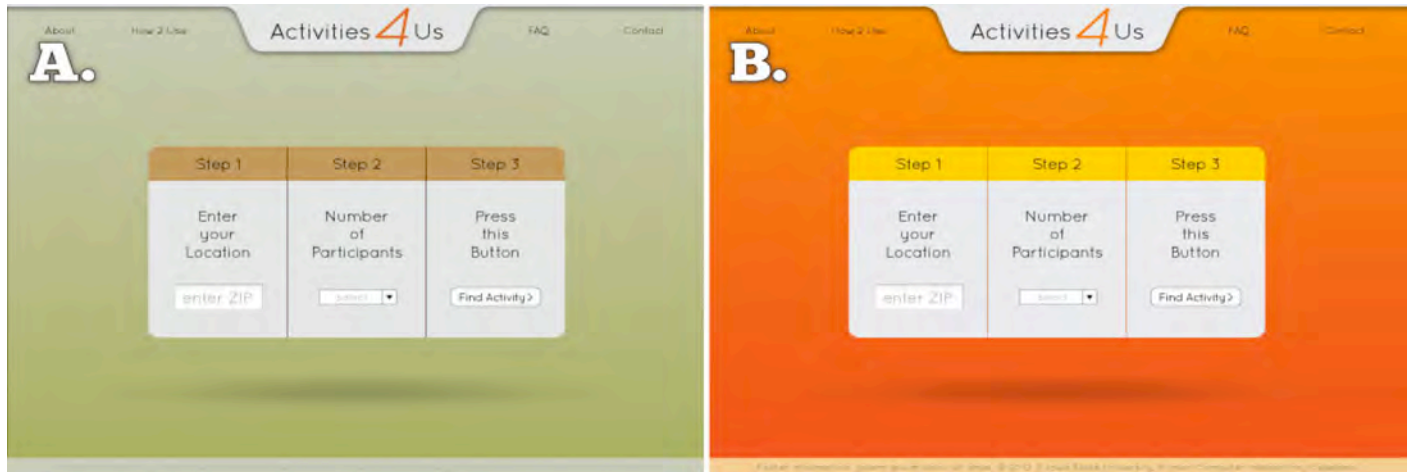 About How 2 Use Activities 4 Us FAQ Contact
A.
Step 1 Step 2 Step 3
Enter your Location
Number of Participants
Press this Button
enter ZIP
Select
Find Activity >
About How 2 Use Activities 4 Us FAQ Contact
B.
Step 1 Step 2 Step 3
Enter your Location
Number of Participants
Press this Button
enter ZIP
Select
Find Activity >